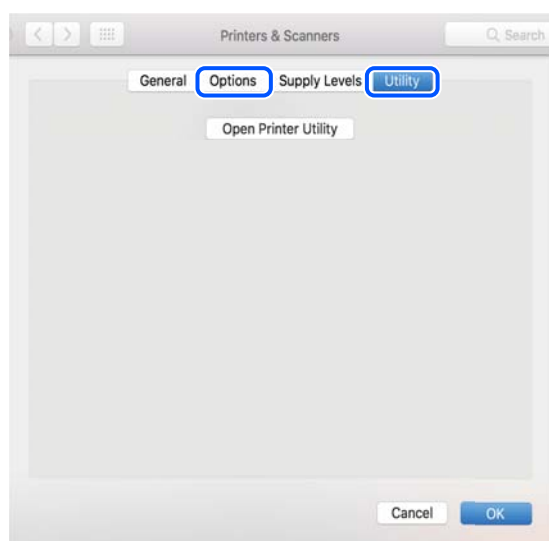 Printers & Scanners Search
General Options Supply Levels Utility
Open Printer Utility
Cancel OK